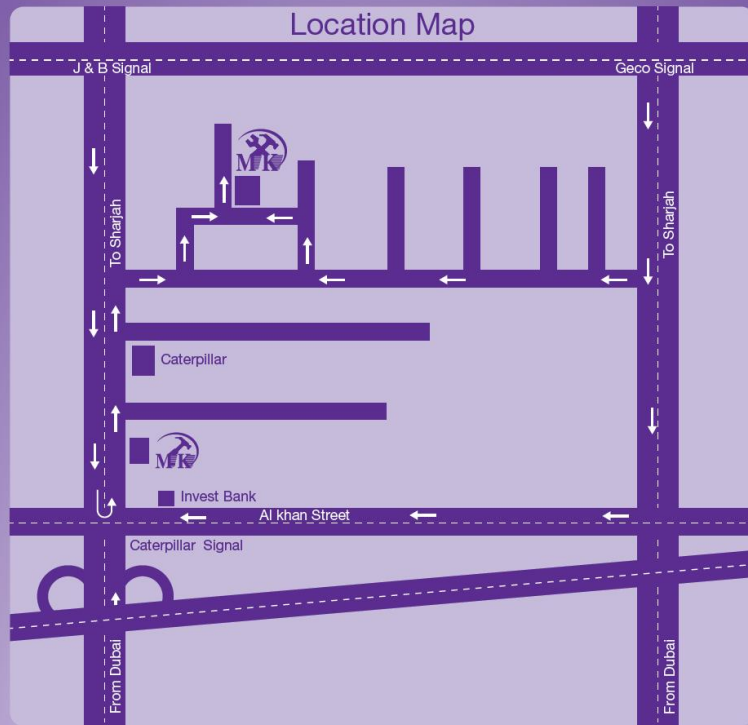 Location Map
J & B Signal
Geco Signal
MK
To Sharjah
To Sharjah
Caterpillar
MK
Invest Bank
Al khan Street
Caterpillar Signal
From Dubai
From Dubai